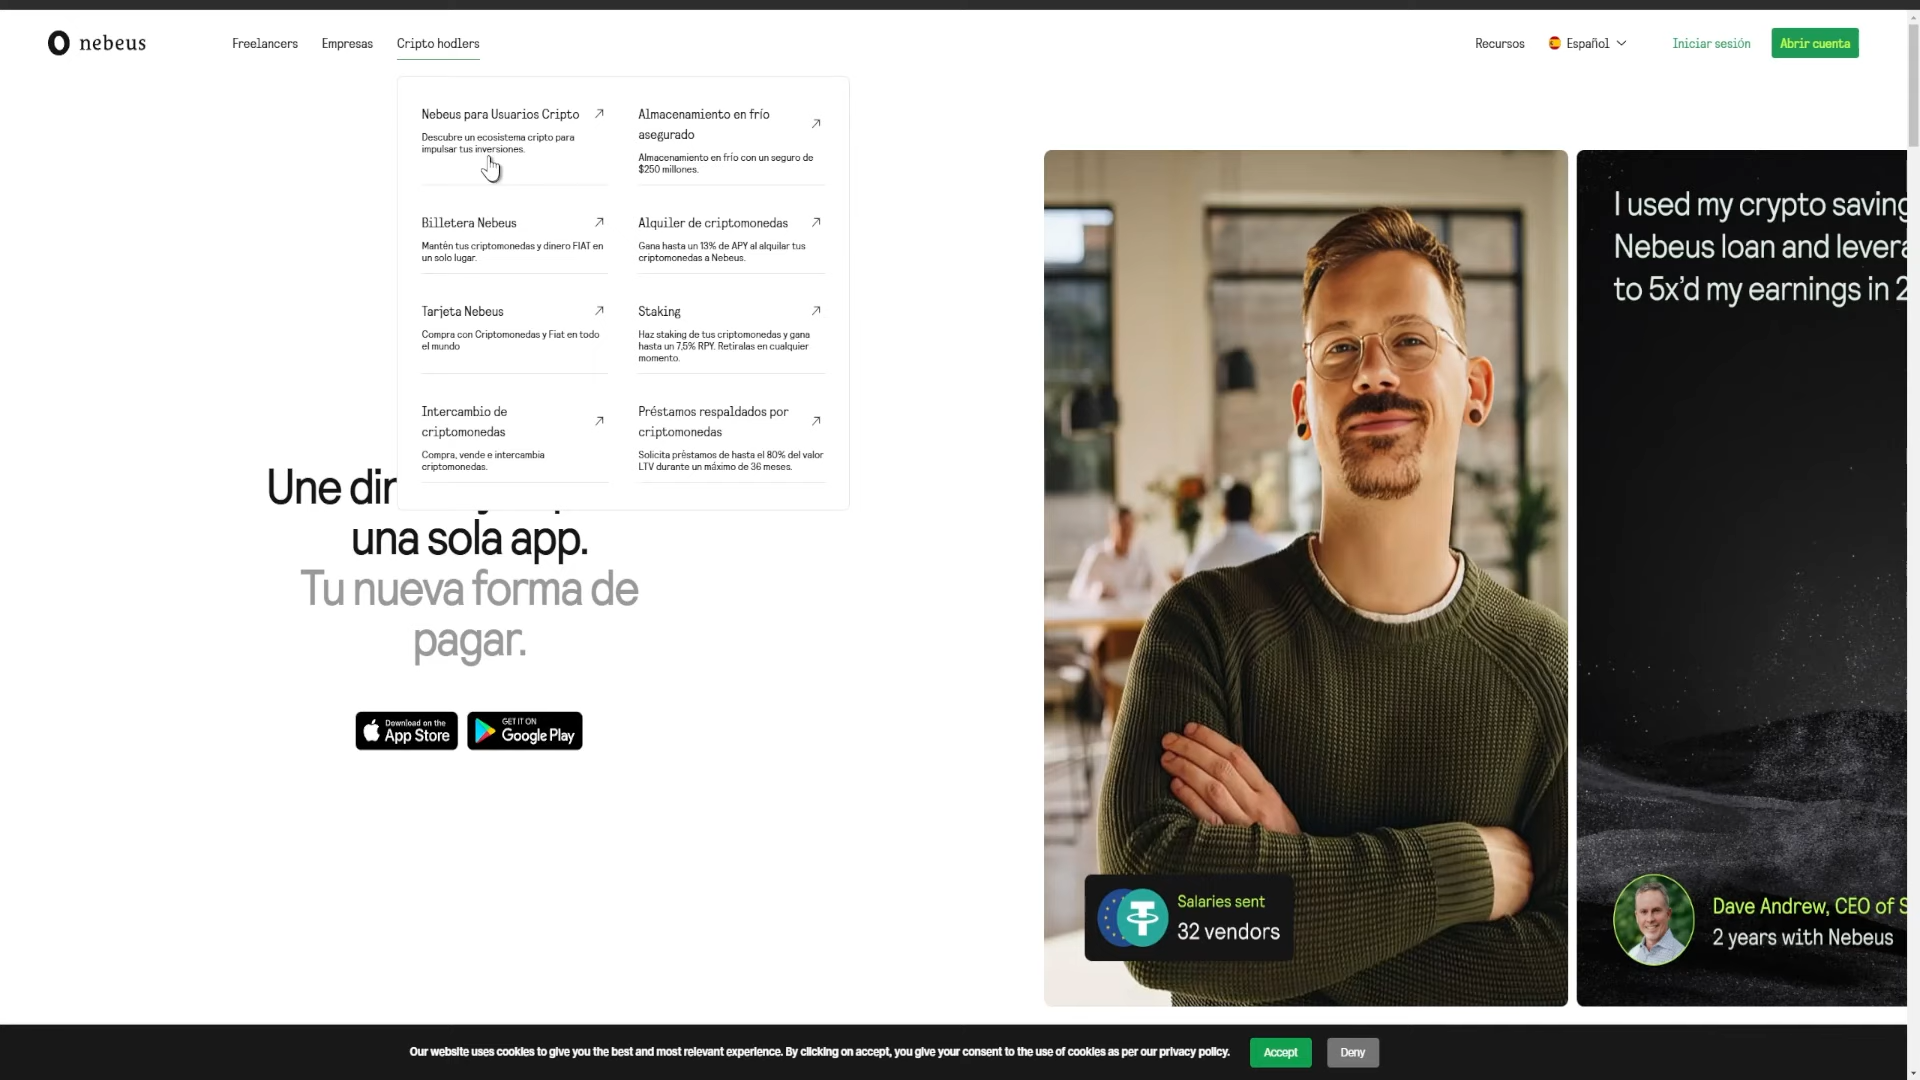 nebeus
Freelancers
Empresas
Cripto hodlers
Recursos
Español
Iniciar sesión
Abrir cuenta
Nebeus para Usuarios Cripto
Descubre un ecosistema cripto para
impulsar tus inversiones.
Almacenamiento en frío
asegurado
Almacenamiento en frío con un seguro de
$250 millones.
Billetera Nebeus
Mantén tus criptomonedas y dinero FIAT en
un solo lugar.
Alquiler de criptomonedas
Gana hasta un 13% de APY al alquilar tus
criptomonedas a Nebeus.
Tarjeta Nebeus
Compra con Criptomonedas y Fiat en todo
el mundo
Staking
Haz staking de tus criptomonedas y gana
hasta un 7,5% RPY. Retíralas en cualquier
momento.
Intercambio de
criptomonedas
Compra, vende e intercambia
criptomonedas.
Préstamos respaldados por
criptomonedas
Solicita préstamos de hasta el 80% del valor
LTV durante un máximo de 36 meses.
Une
una sola app.
Tu nueva forma de
pagar.
Download on the
App Store
GET IT ON
Google Play
Salaries sent
32 vendors
I used my crypto
Nebeus loan and
to 5x'd my earnings in
Dave Andrew, CEO of
2 years with Nebeus
Our website uses cookies to give you the best and most relevant experience. By clicking on accept, you give your consent to the use of cookies as per our privacy policy.
Accept
Deny